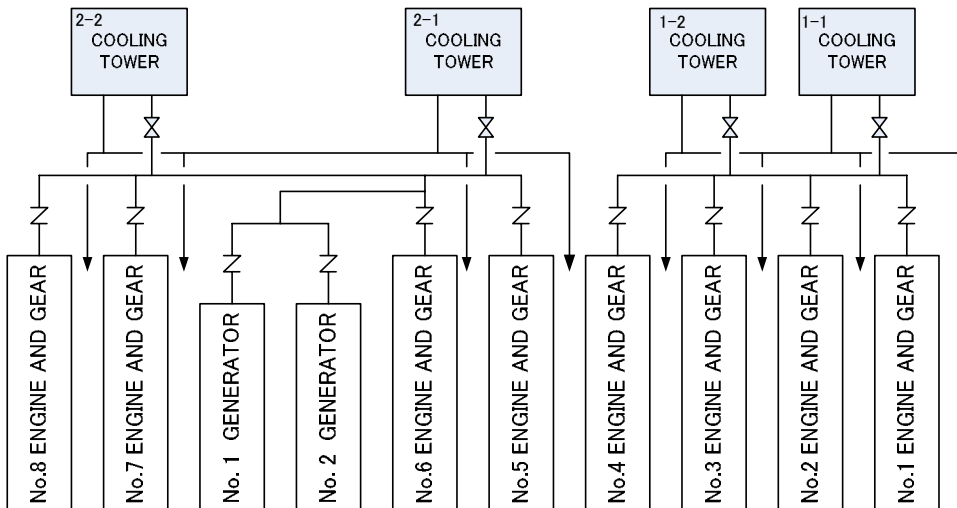 2-2
COOLING
TOWER
2-1
COOLING
TOWER
1-2
COOLING
TOWER
1-1
COOLING
TOWER
No.8 ENGINE AND GEAR
No.7 ENGINE AND GEAR
No. 1 GENERATOR
No. 2 GENERATOR
No.6 ENGINE AND GEAR
No.5 ENGINE AND GEAR
No.4 ENGINE AND GEAR
No.3 ENGINE AND GEAR
No.2 ENGINE AND GEAR
No.1 ENGINE AND GEAR